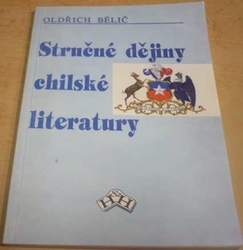 OLDŘICH BĚLIČ
Stručné dějiny
chilské
literatury